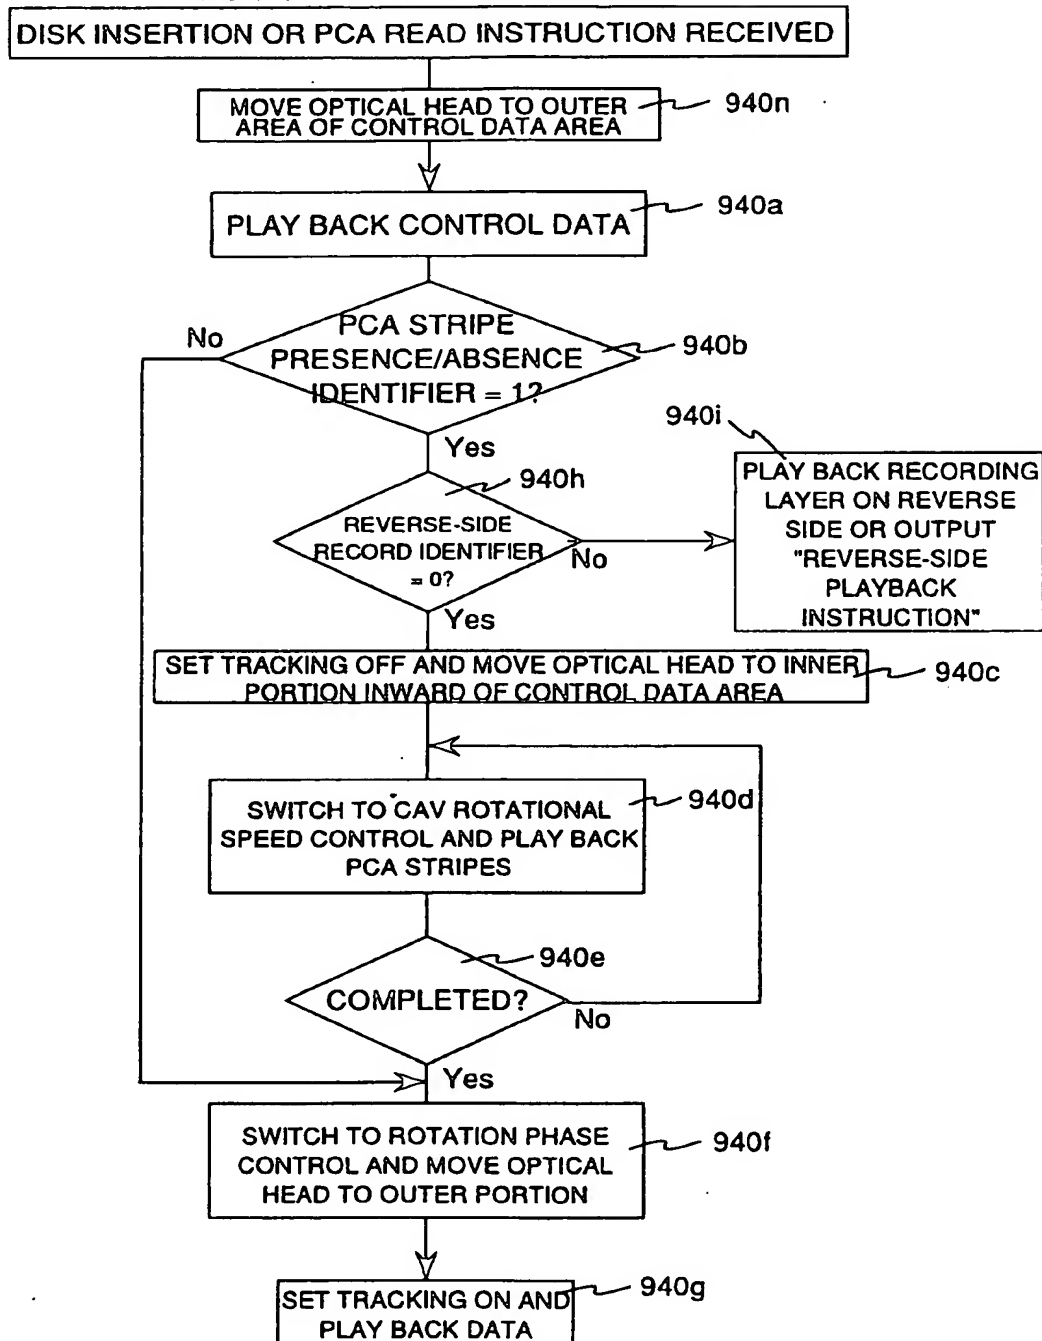 DISK INSERTION OR PCA READ INSTRUCTION RECEIVED
MOVE OPTICAL HEAD TO OUTER
AREA OF CONTROL DATA AREA
940n
PLAY BACK CONTROL DATA
940a
No
PCA STRIPE
PRESENCE/ABSENCE
IDENTIFIER = 1?
940b
Yes
940h
REVERSE-SIDE
RECORD IDENTIFIER
= 0?
No
940i
PLAY BACK RECORDING
LAYER ON REVERSE
SIDE OR OUTPUT
"REVERSE-SIDE
PLAYBACK
INSTRUCTION"
Yes
SET TRACKING OFF AND MOVE OPTICAL HEAD TO INNER
PORTION INWARD OF CONTROL DATA AREA
940c
SWITCH TO CAV ROTATIONAL
SPEED CONTROL AND PLAY BACK
PCA STRIPES
940d
940e
COMPLETED?
No
Yes
SWITCH TO ROTATION PHASE
CONTROL AND MOVE OPTICAL
HEAD TO OUTER PORTION
940f
SET TRACKING ON AND
PLAY BACK DATA
940g